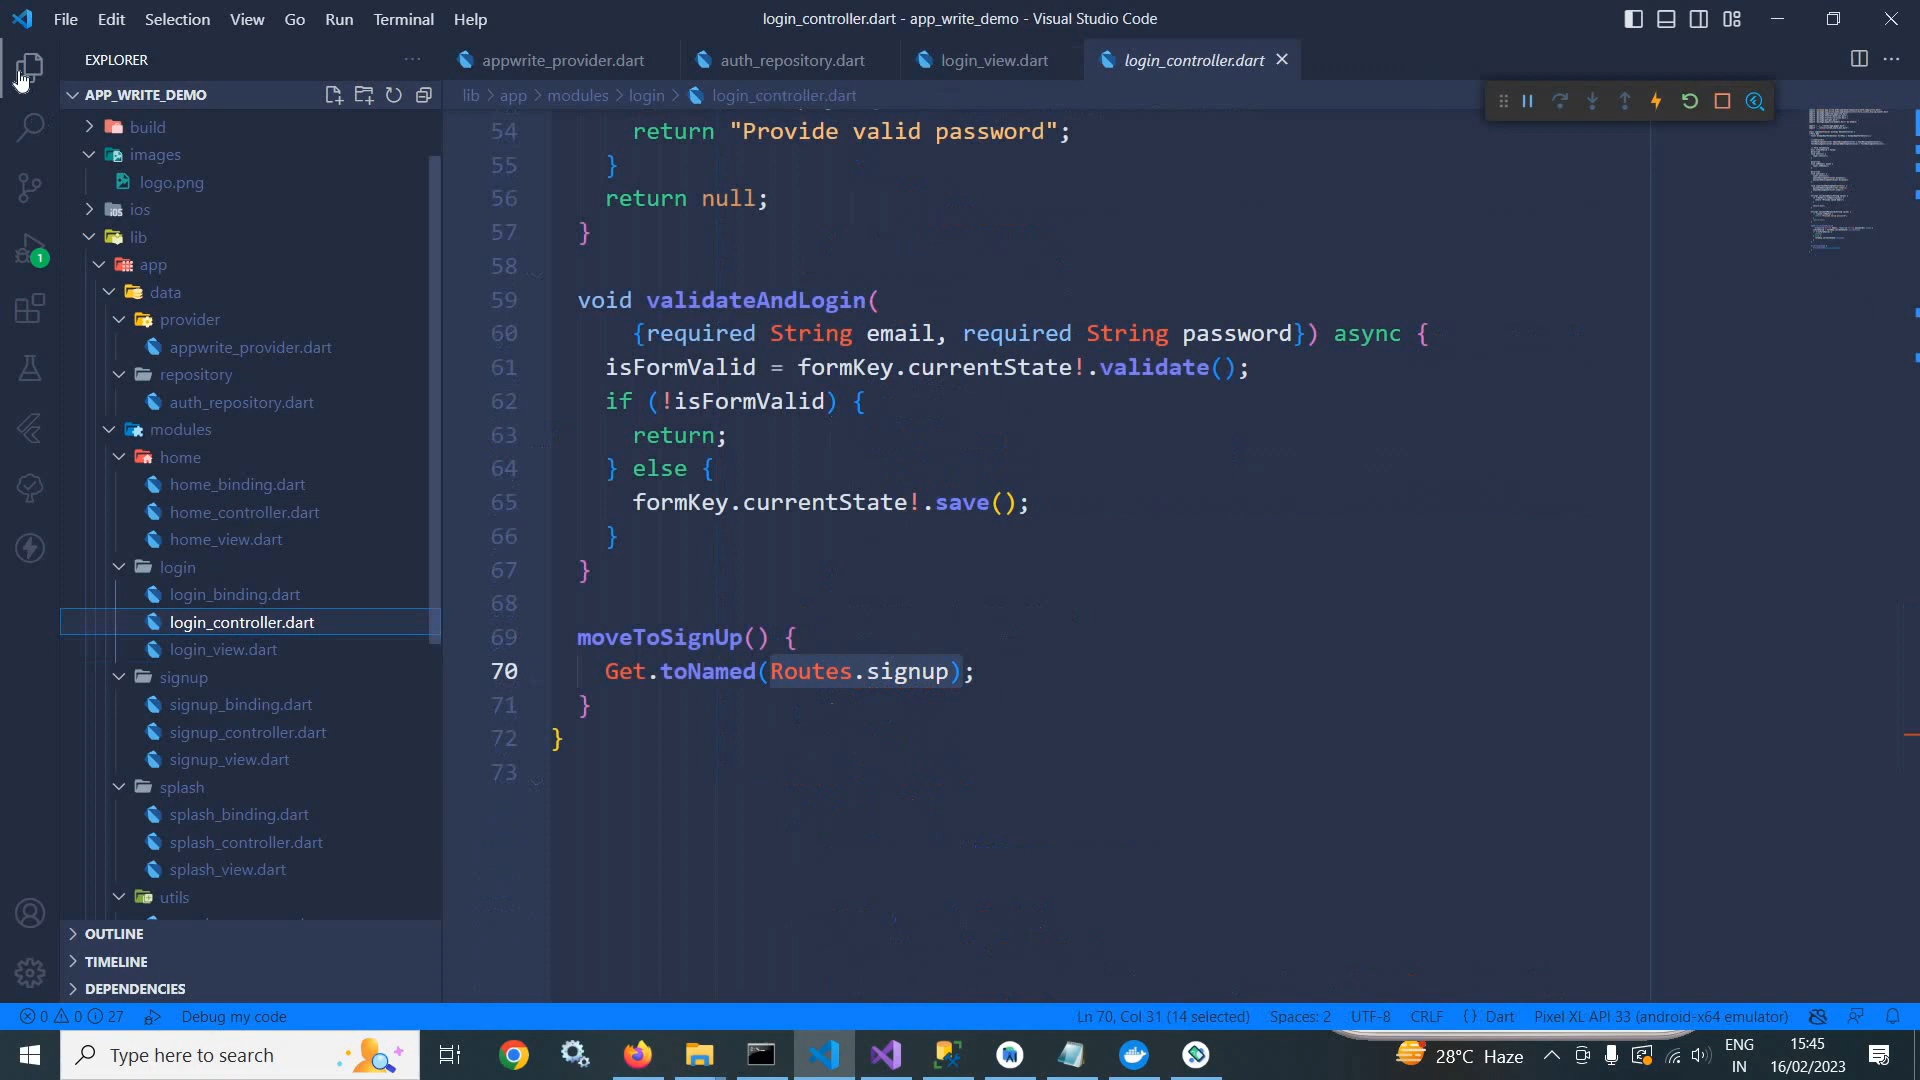 File Edit Selection View Go Run Terminal Help
login_controller.dart - app_write_demo - Visual Studio Code
EXPLORER
appwrite_provider.dart
auth_repository.dart
login_view.dart
login_controller.dart
APP_WRITE_DEMO
lib > app > modules > login > login_controller.dart
build
images
logo.png
ios
lib
app
data
provider
appwrite_provider.dart
repository
auth_repository.dart
modules
home
home_binding.dart
home_controller.dart
home_view.dart
login
login_binding.dart
login_controller.dart
login_view.dart
signup
signup_binding.dart
signup_controller.dart
signup_view.dart
splash
splash_binding.dart
splash_controller.dart
splash_view.dart
utils
OUTLINE
TIMELINE
DEPENDENCIES
1
54 return "Provide valid password";
55 }
56 return null;
57 }
58
59 void validateAndLogin(
60 {required String email, required String password}) async {
61 isFormValid = formKey.currentState!.validate();
62 if (!isFormValid) {
63 return;
64 } else {
65 formKey.currentState!.save();
66 }
67 }
68
69 moveToSignUp() {
70 Get.toNamed(Routes.signup);
71 }
72 }
73
0 0 27 Debug my code
Ln 70, Col 31 (14 selected) Spaces: 2 UTF-8 CRLF {} Dart Pixel XL API 33 (android-x64 emulator)
Type here to search
28°C Haze
ENG
IN
15:45
16/02/2023